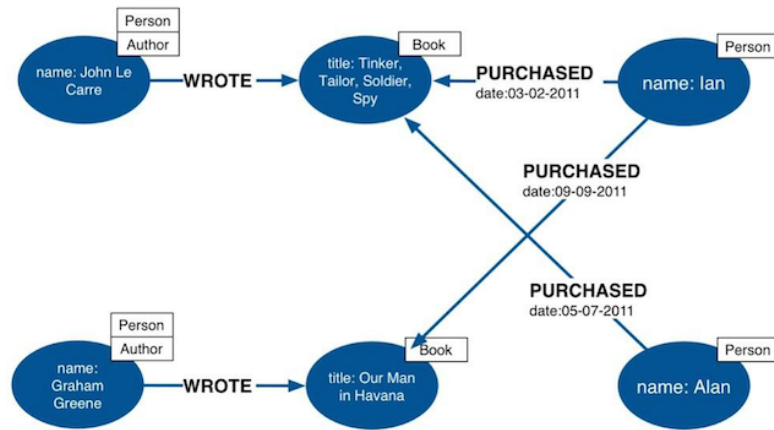 Person
Author
name: John Le
Carre
WROTE
Book
title: Tinker,
Tailor, Soldier,
Spy
PURCHASED
date:03-02-2011
Person
name: Ian
PURCHASED
date:09-09-2011
PURCHASED
date:05-07-2011
Person
Author
name:
Graham
Greene
WROTE
Book
title: Our Man
in Havana
Person
name: Alan